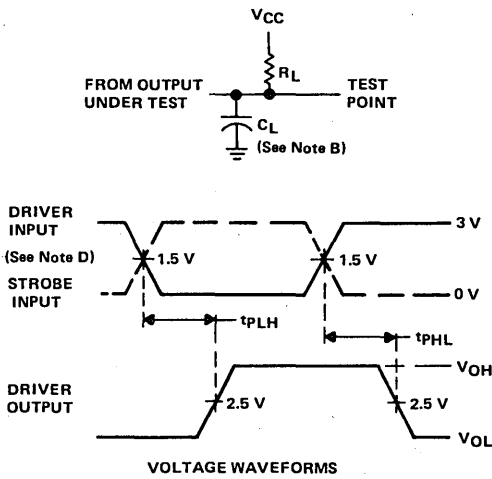 VCC
RL
FROM OUTPUT
UNDER TEST
TEST
POINT
CL
(See Note B)
DRIVER
INPUT
3 V
(See Note D)
1.5 V
1.5 V
STROBE
INPUT
0 V
tPLH
tPHL
VOH
DRIVER
OUTPUT
2.5 V
2.5 V
VOL
VOLTAGE WAVEFORMS